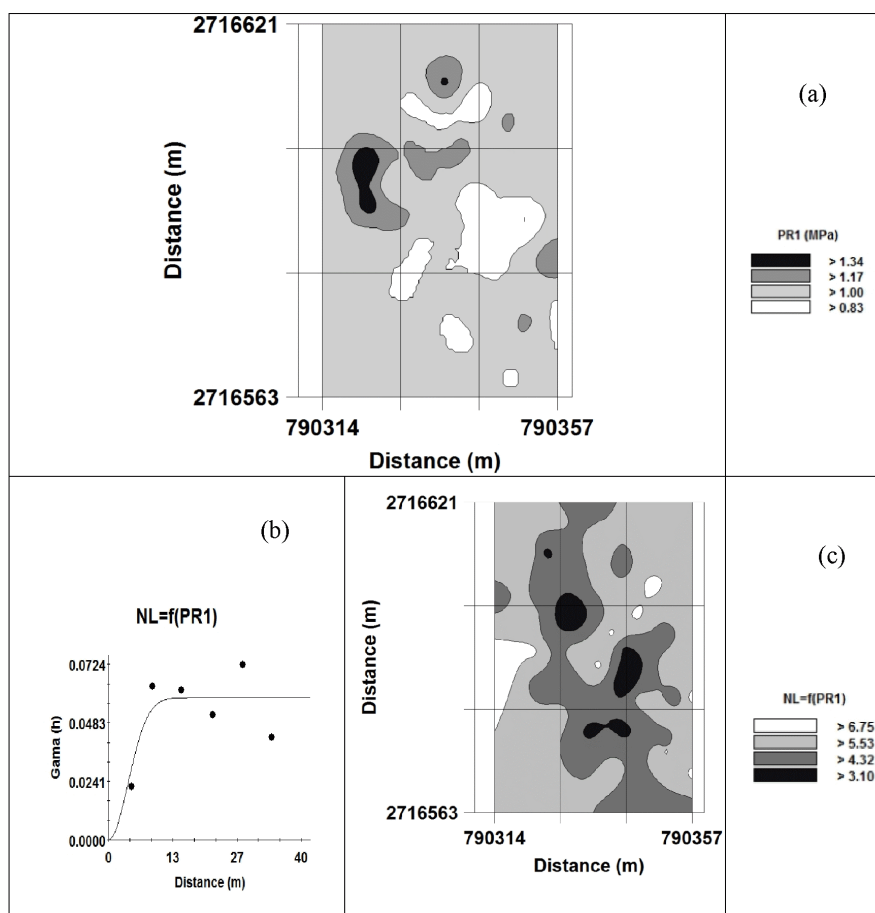 2716621
Distance (m)
2716563
790314 790357
Distance (m)
(a)
PR1 (MPa)
> 1.34
> 1.17
> 1.00
> 0.83
(b)
NL=f(PR1)
Gama (h)
0.0724
0.0483
0.0241
0.0000
0 13 27 40
Distance (m)
2716621
Distance (m)
2716563
790314 790357
Distance (m)
(c)
NL=f(PR1)
> 6.75
> 5.53
> 4.32
> 3.10